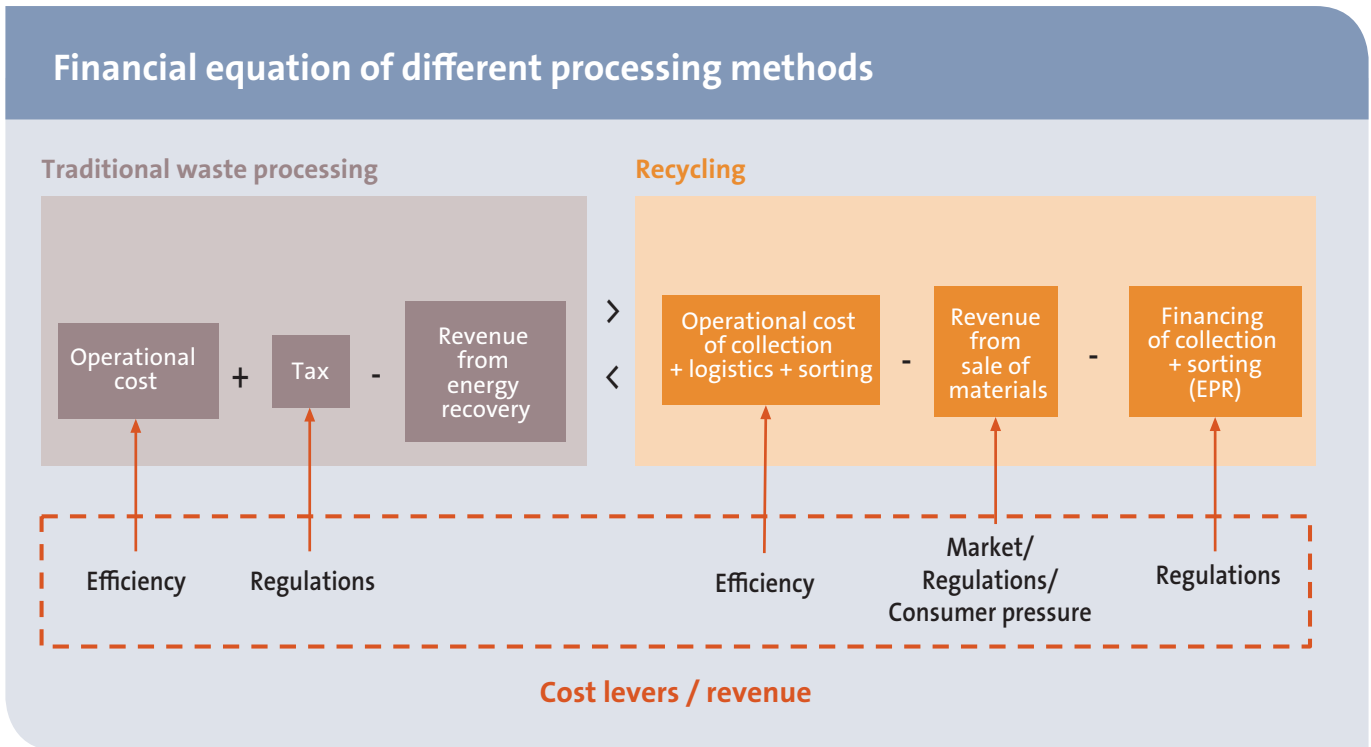 Financial equation of different processing methods
Traditional waste processing
Operational
cost
+
Tax
-
Revenue
from
energy
recovery
>
<
Recycling
Operational cost
of collection
+ logistics + sorting
-
Revenue
from
sale of
materials
-
Financing
of collection
+ sorting
(EPR)
Efficiency
Regulations
Efficiency
Market/
Regulations/
Consumer pressure
Regulations
Cost levers / revenue